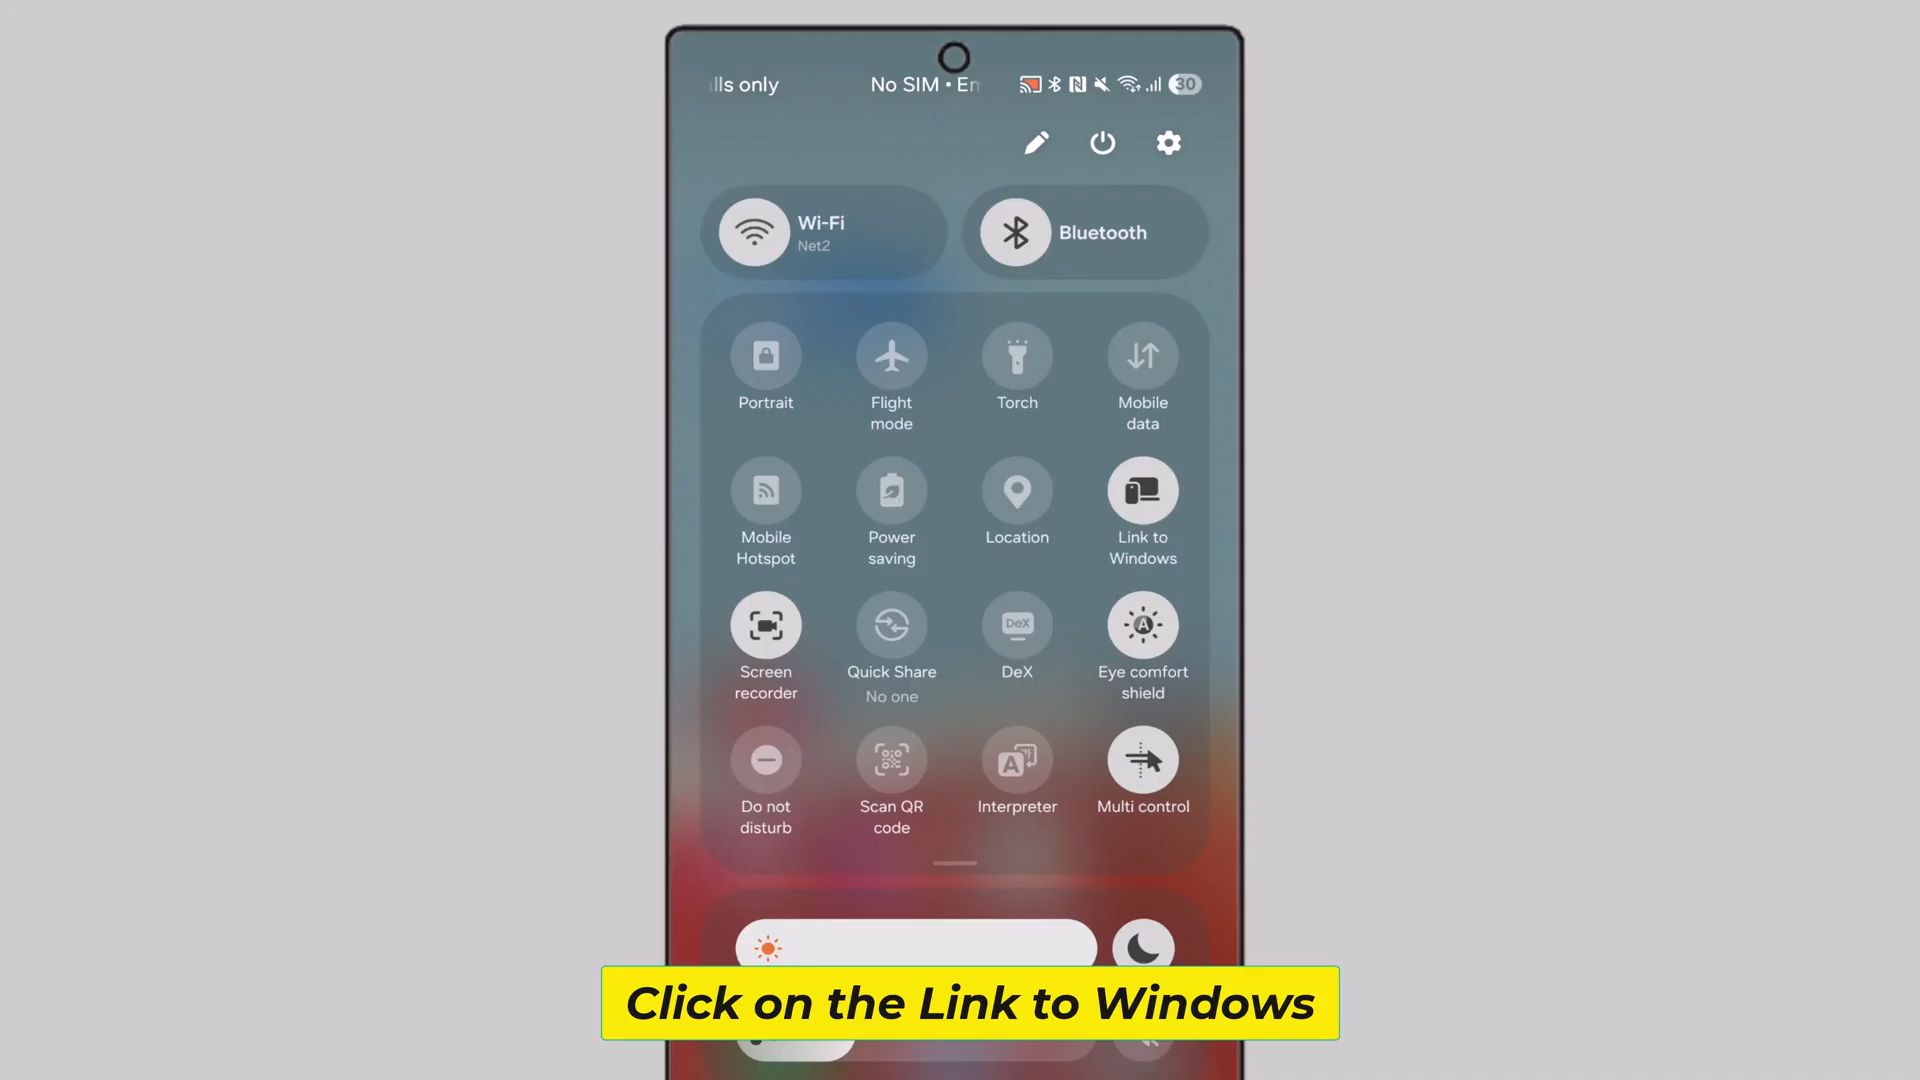 lls only No SIM • En 30
Wi-Fi
Net2
Bluetooth
Portrait Flight mode Torch Mobile data
Mobile Hotspot Power saving Location Link to Windows
DeX
Screen recorder Quick Share DeX Eye comfort shield
No one
Do not disturb Scan QR code Interpreter Multi control
Click on the Link to Windows